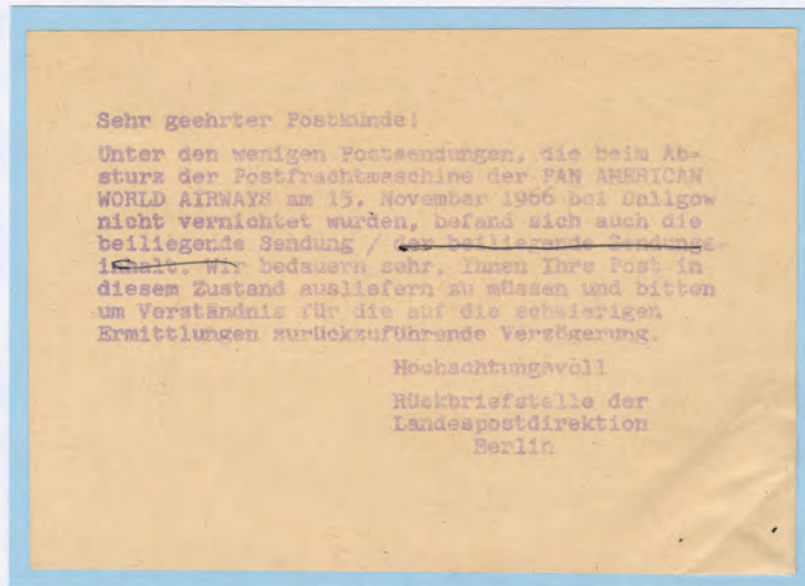 Sehr geehrter Postkunde!
Unter den wenigen Postsendungen, die beim Ab-
sturz der Postfrachtmaschine der PAN AMERICAN
WORLD AIRWAYS am 15. November 1966 bei Dallgow
nicht vernichtet wurden, befand sich auch die
beiliegende Sendung / der beiliegende Sendungs-
inhalt. Wir bedauern sehr, Ihnen Ihre Post in
diesem Zustand ausliefern zu müssen und bitten
um Verständnis für die auf die schwierigen
Ermittlungen zurückzuführende Verzögerung.
Hochachtungsvoll
Rückbriefstelle der
Landespostdirektion
Berlin